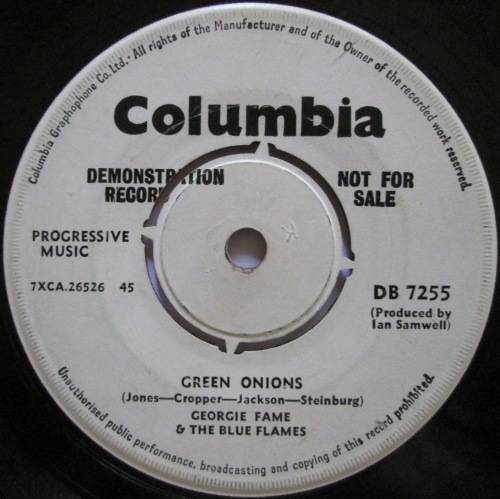 Columbia Graphophone Co. Ltd. · All rights of the Manufacturer and of the Owner of the recorded work reserved.
Columbia
DEMONSTRATION
RECORD
NOT FOR
SALE
PROGRESSIVE
MUSIC
7XCA.26526 45
DB 7255
(Produced by
Ian Samwell)
GREEN ONIONS
(Jones—Cropper—Jackson—Steinburg)
GEORGIE FAME
& THE BLUE FLAMES
Unauthorised public performance, broadcasting and copying of this record prohibited.